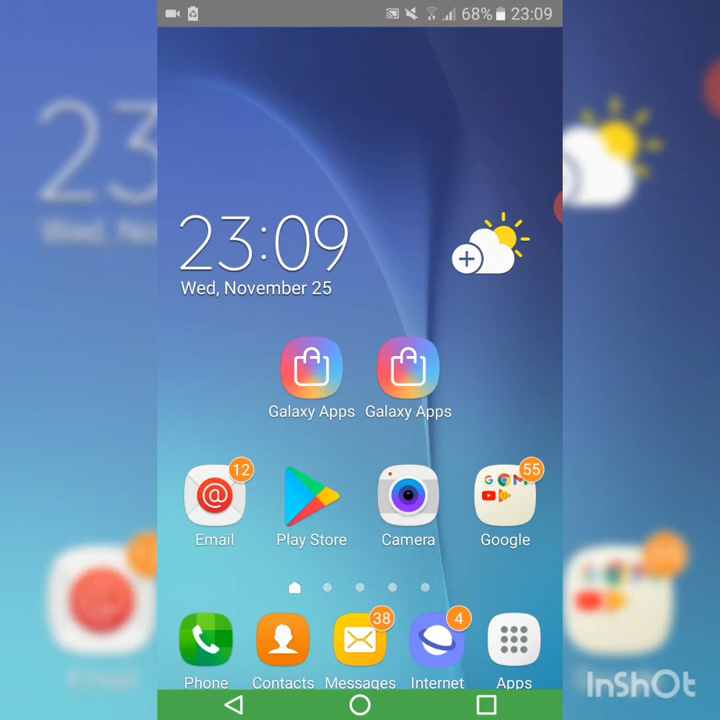 68% 23:09
23:09
Wed, November 25
Galaxy Apps Galaxy Apps
12 55
Email Play Store Camera Google
38 4
Phone Contacts Messages Internet Apps
InShOt